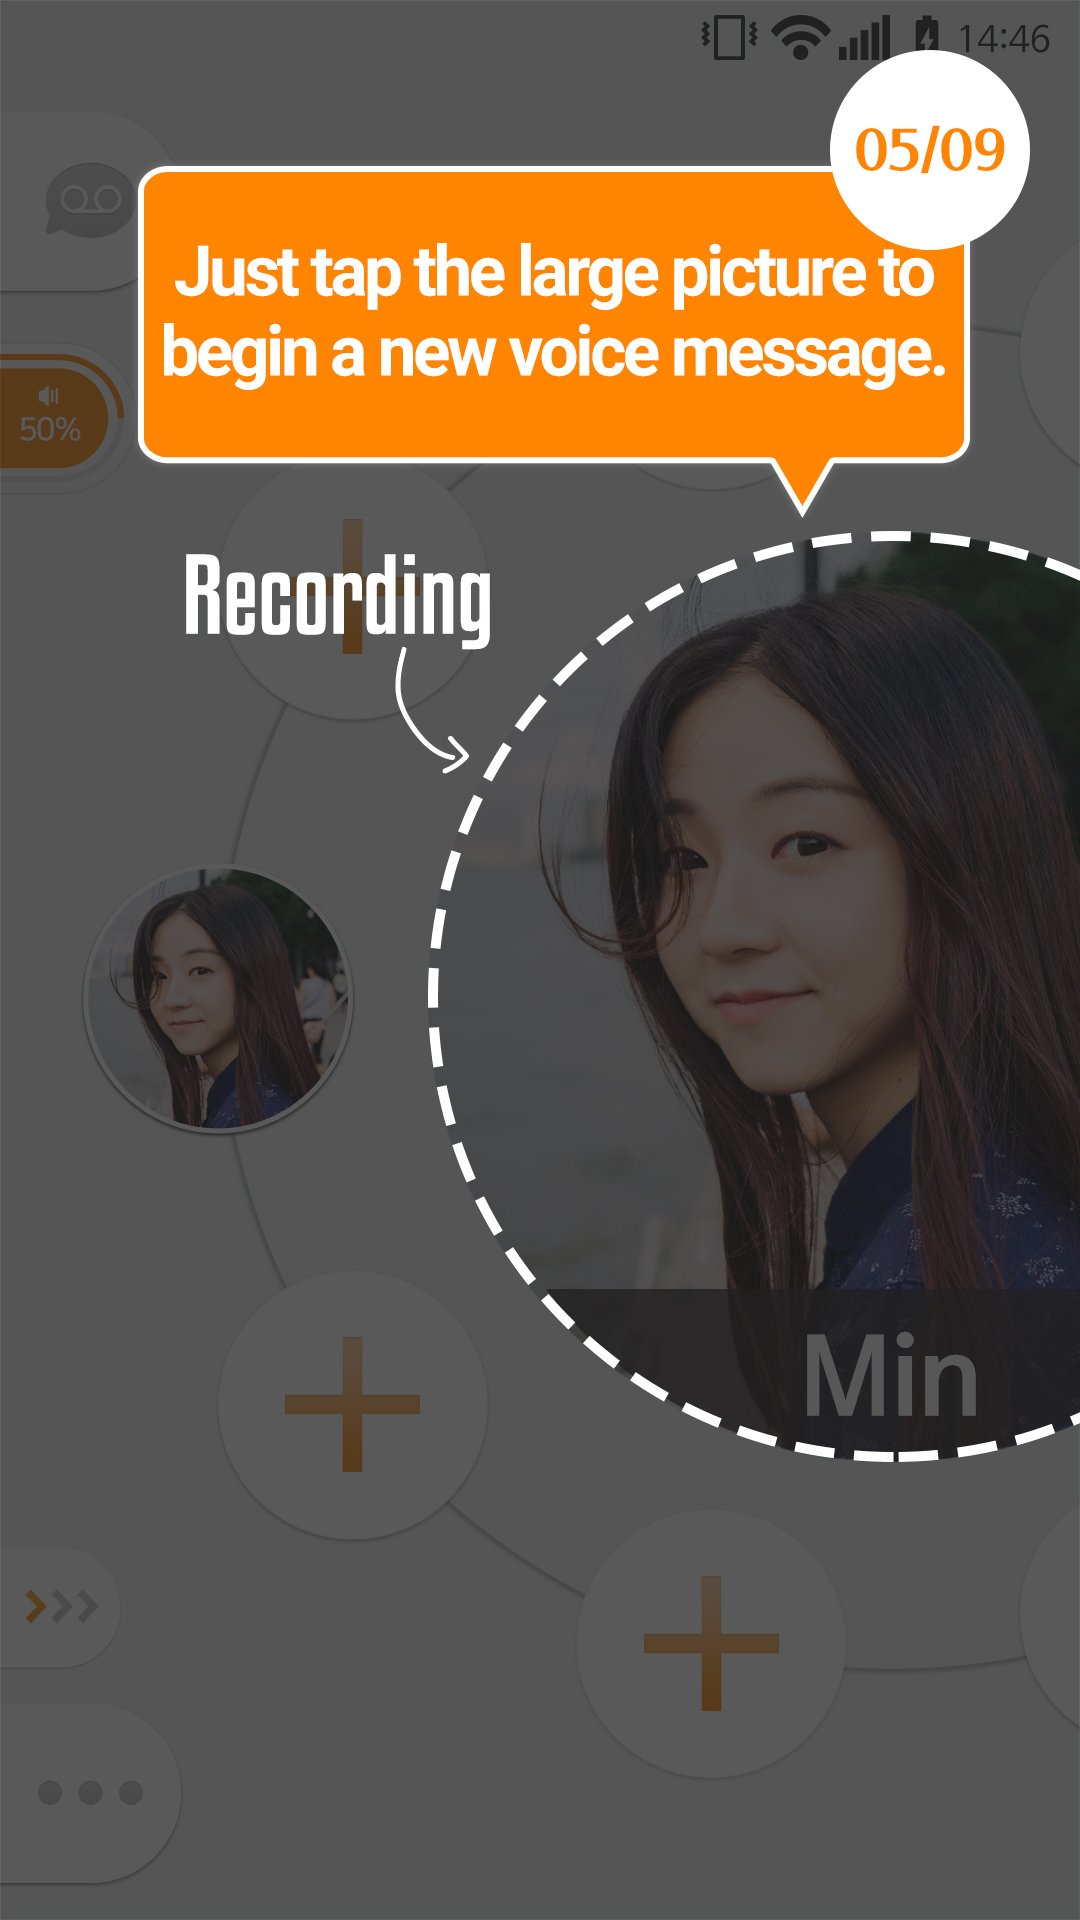 14:46
05/09
Just tap the large picture to
begin a new voice message.
50%
Recording
Min